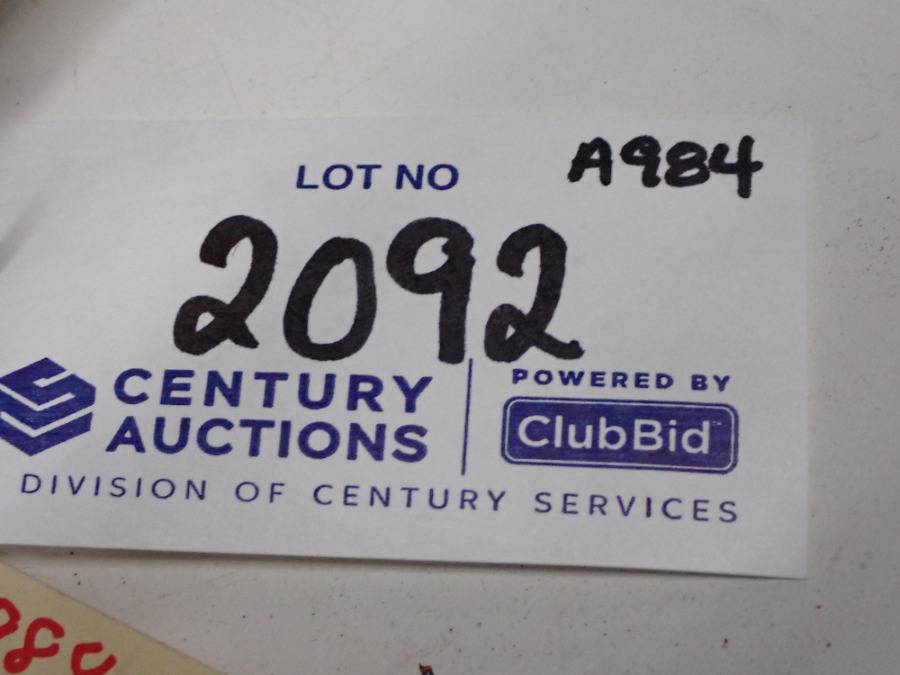 A984
LOT NO
2092
CENTURY
AUCTIONS
POWERED BY
ClubBid
DIVISION OF CENTURY SERVICES